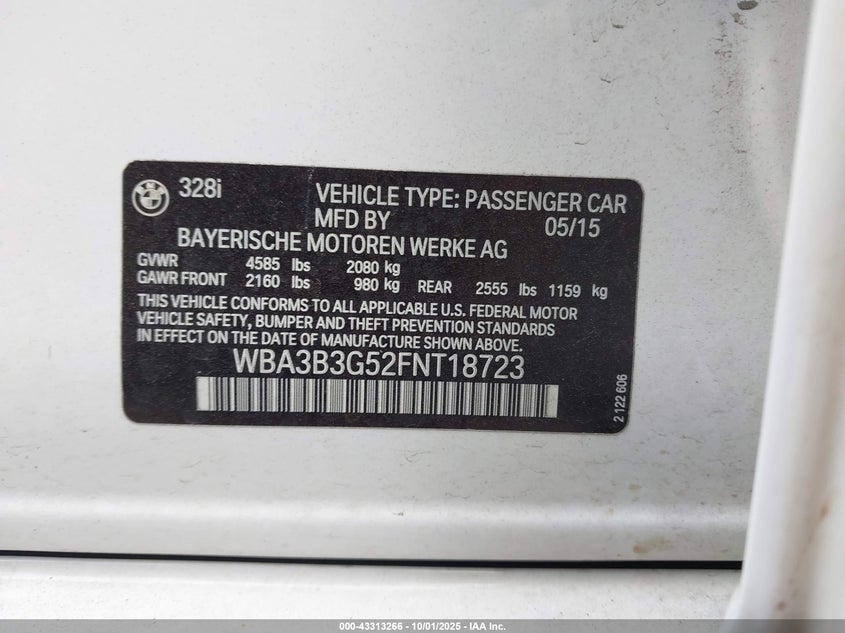 BMW
328i
VEHICLE TYPE: PASSENGER CAR
MFD BY 05/15
BAYERISCHE MOTOREN WERKE AG
GVWR 4585 lbs 2080 kg
GAWR FRONT 2160 lbs 980 kg REAR 2555 lbs 1159 kg
THIS VEHICLE CONFORMS TO ALL APPLICABLE U.S. FEDERAL MOTOR
VEHICLE SAFETY, BUMPER AND THEFT PREVENTION STANDARDS
IN EFFECT ON THE DATE OF MANUFACTURE SHOWN ABOVE.
WBA3B3G52FNT18723
2 122 606
000-43313266 - 10/01/2025 - IAA Inc.